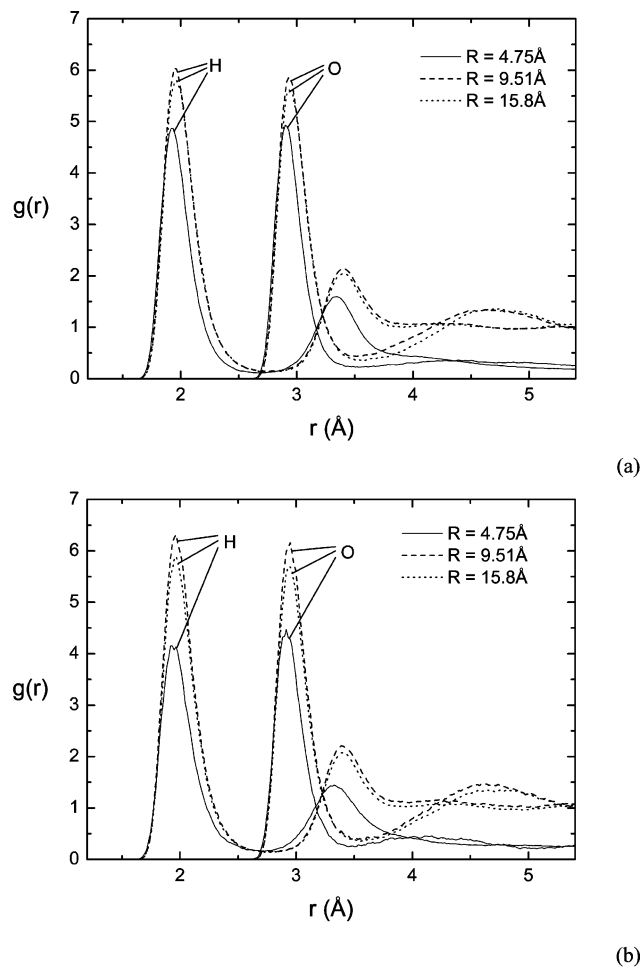 7
6
5
4
3
2
1
0
g(r)
H
O
R = 4.75Å
R = 9.51Å
R = 15.8Å
2 3 4 5
r (Å)
(a)
7
6
5
4
3
2
1
0
g(r)
H
O
R = 4.75Å
R = 9.51Å
R = 15.8Å
2 3 4 5
r (Å)
(b)